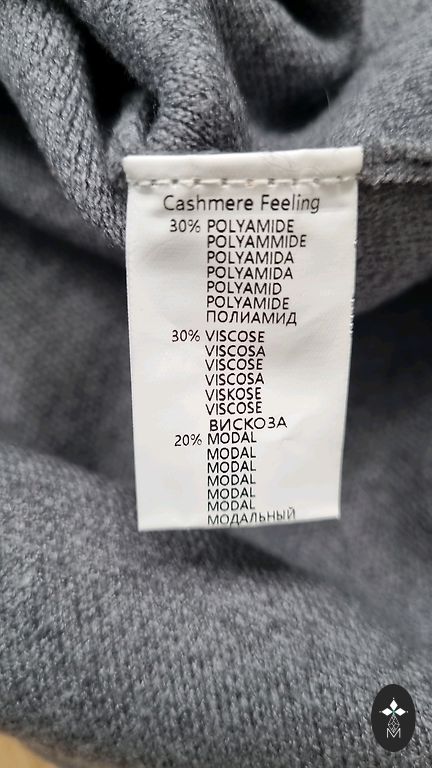 Cashmere Feeling
30% POLYAMIDE
POLYAMMIDE
POLYAMIDA
POLYAMIDA
POLYAMID
POLYAMIDE
ПОЛИАМИД
30% VISCOSE
VISCOSA
VISCOSE
VISCOSA
VISKOSE
VISCOSE
ВИСКОЗА
20% MODAL
MODAL
MODAL
MODAL
MODAL
MODAL
МОДАЛЬНЫЙ
M